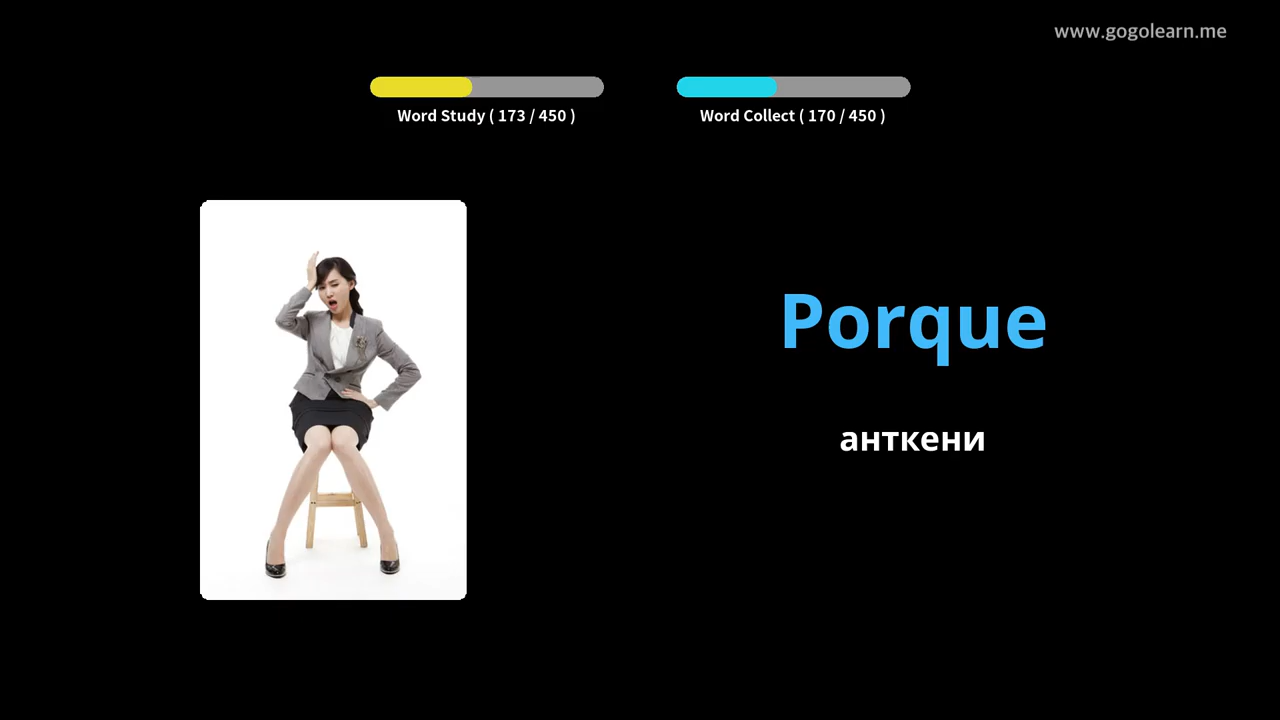 www.gogolearn.me
Word Study ( 173 / 450 )
Word Collect ( 170 / 450 )
Porque
анткени